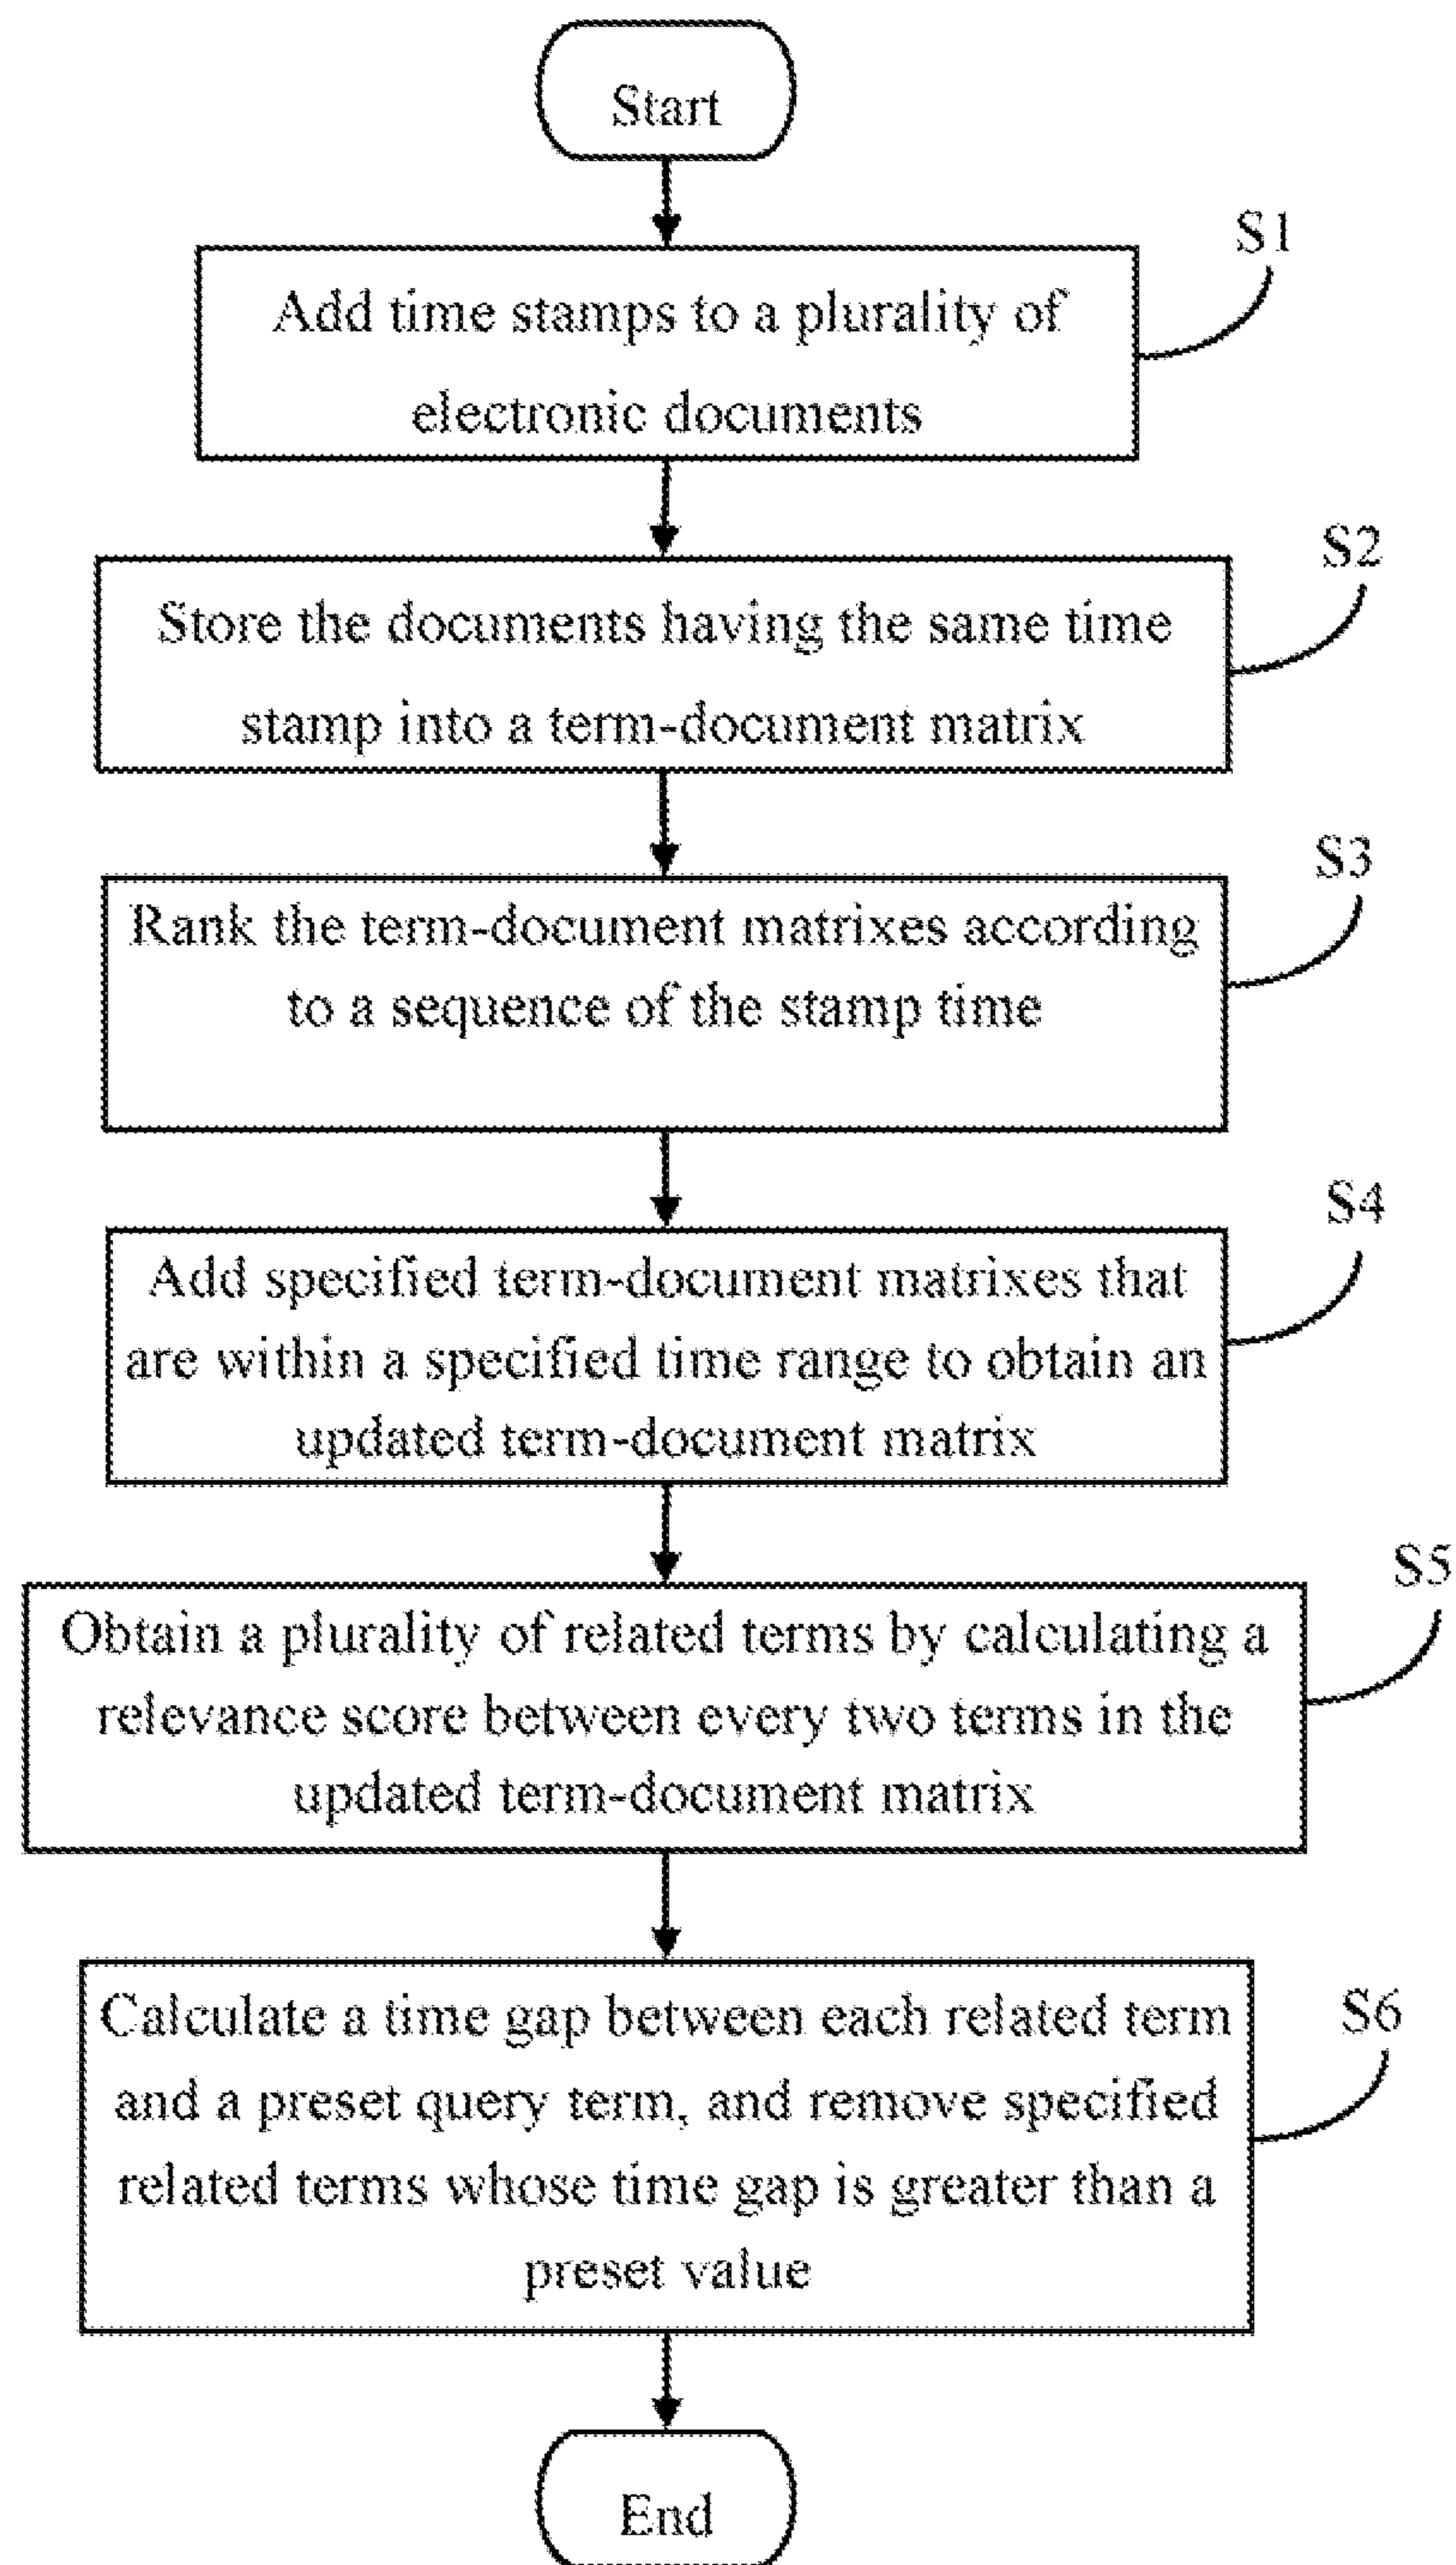 Start
S1
Add time stamps to a plurality of
electronic documents
S2
Store the documents having the same time
stamp into a term-document matrix
S3
Rank the term-document matrixes according
to a sequence of the stamp time
S4
Add specified term-document matrixes that
are within a specified time range to obtain an
updated term-document matrix
S5
Obtain a plurality of related terms by calculating a
relevance score between every two terms in the
updated term-document matrix
S6
Calculate a time gap between each related term
and a preset query term, and remove specified
related terms whose time gap is greater than a
preset value
End